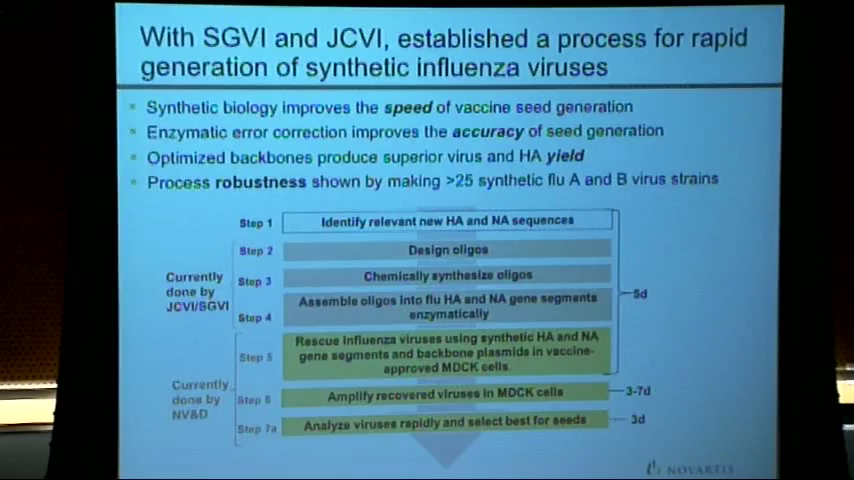 With SGVI and JCVI, established a process for rapid
generation of synthetic influenza viruses
Synthetic biology improves the speed of vaccine seed generation
Enzymatic error correction improves the accuracy of seed generation
Optimized backbones produce superior virus and HA yield
Process robustness shown by making >25 synthetic flu A and B virus strains
Step 1
Identify relevant new HA and NA sequences
Step 2
Design oligos
Step 3
Chemically synthesize oligos
Currently
done by
JCVI/SGVI
Step 4
Assemble oligos into flu HA and NA gene segments
enzymatically
5d
Step 5
Rescue influenza viruses using synthetic HA and NA
gene segments and backbone plasmids in vaccine-
approved MDCK cells
Currently
done by
NV&D
Step 6
Amplify recovered viruses in MDCK cells
3-7d
Step 7a
Analyze viruses rapidly and select best for seeds
3d
NOVARTIS